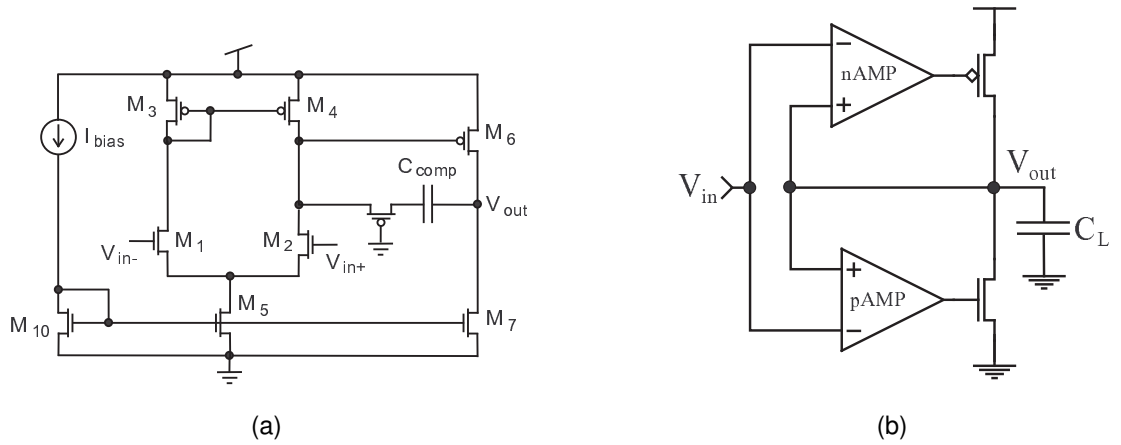 M3
M4
Ibias
M6
Ccomp
Vout
M1
M2
Vin-
Vin+
M5
M10
M7
(a)
−
nAMP
+
Vout
Vin
CL
+
pAMP
−
(b)